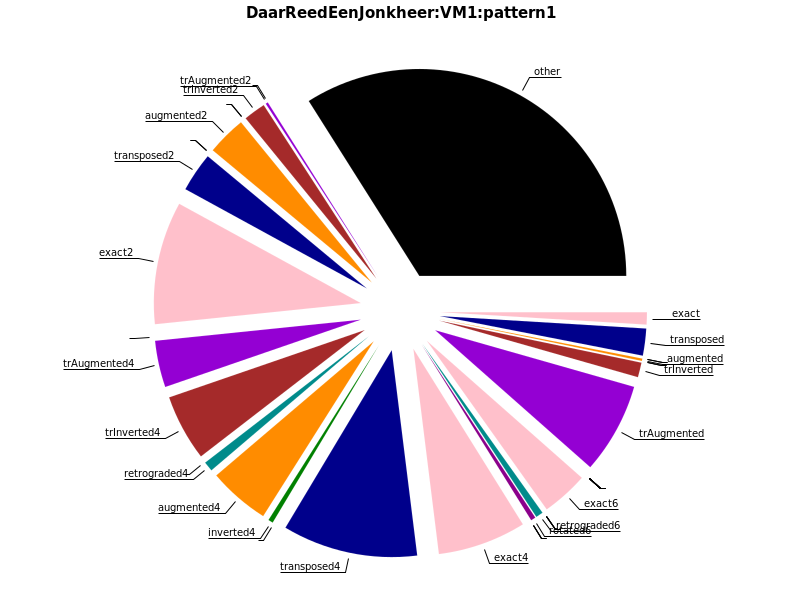 DaarReedEenJonkheer:VM1:pattern1
other
trAugmented2
trInverted2
augmented2
transposed2
exact2
trAugmented4
trInverted4
retrograded4
augmented4
inverted4
transposed4
exact4
rotated6
retrograded6
exact6
trAugmented
trInverted
augmented
transposed
exact